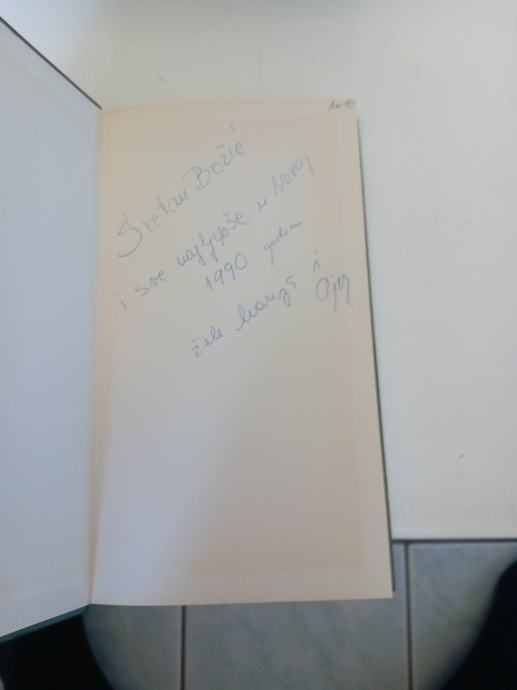 Sretan Božić
i sve najljepše u Novoj
1990 godini
žele i